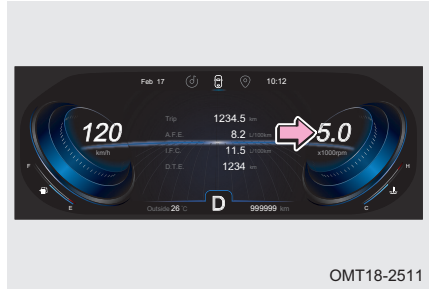 Feb 17 10:12
Trip 1234.5 km
120 km/h
A.F.E. 8.2 L/100km
5.0 x1000rpm
I.F.C. 11.5 L/100km
D.T.E. 1234 km
F H
E C
Outside 26 °C D 999999 km
OMT18-2511